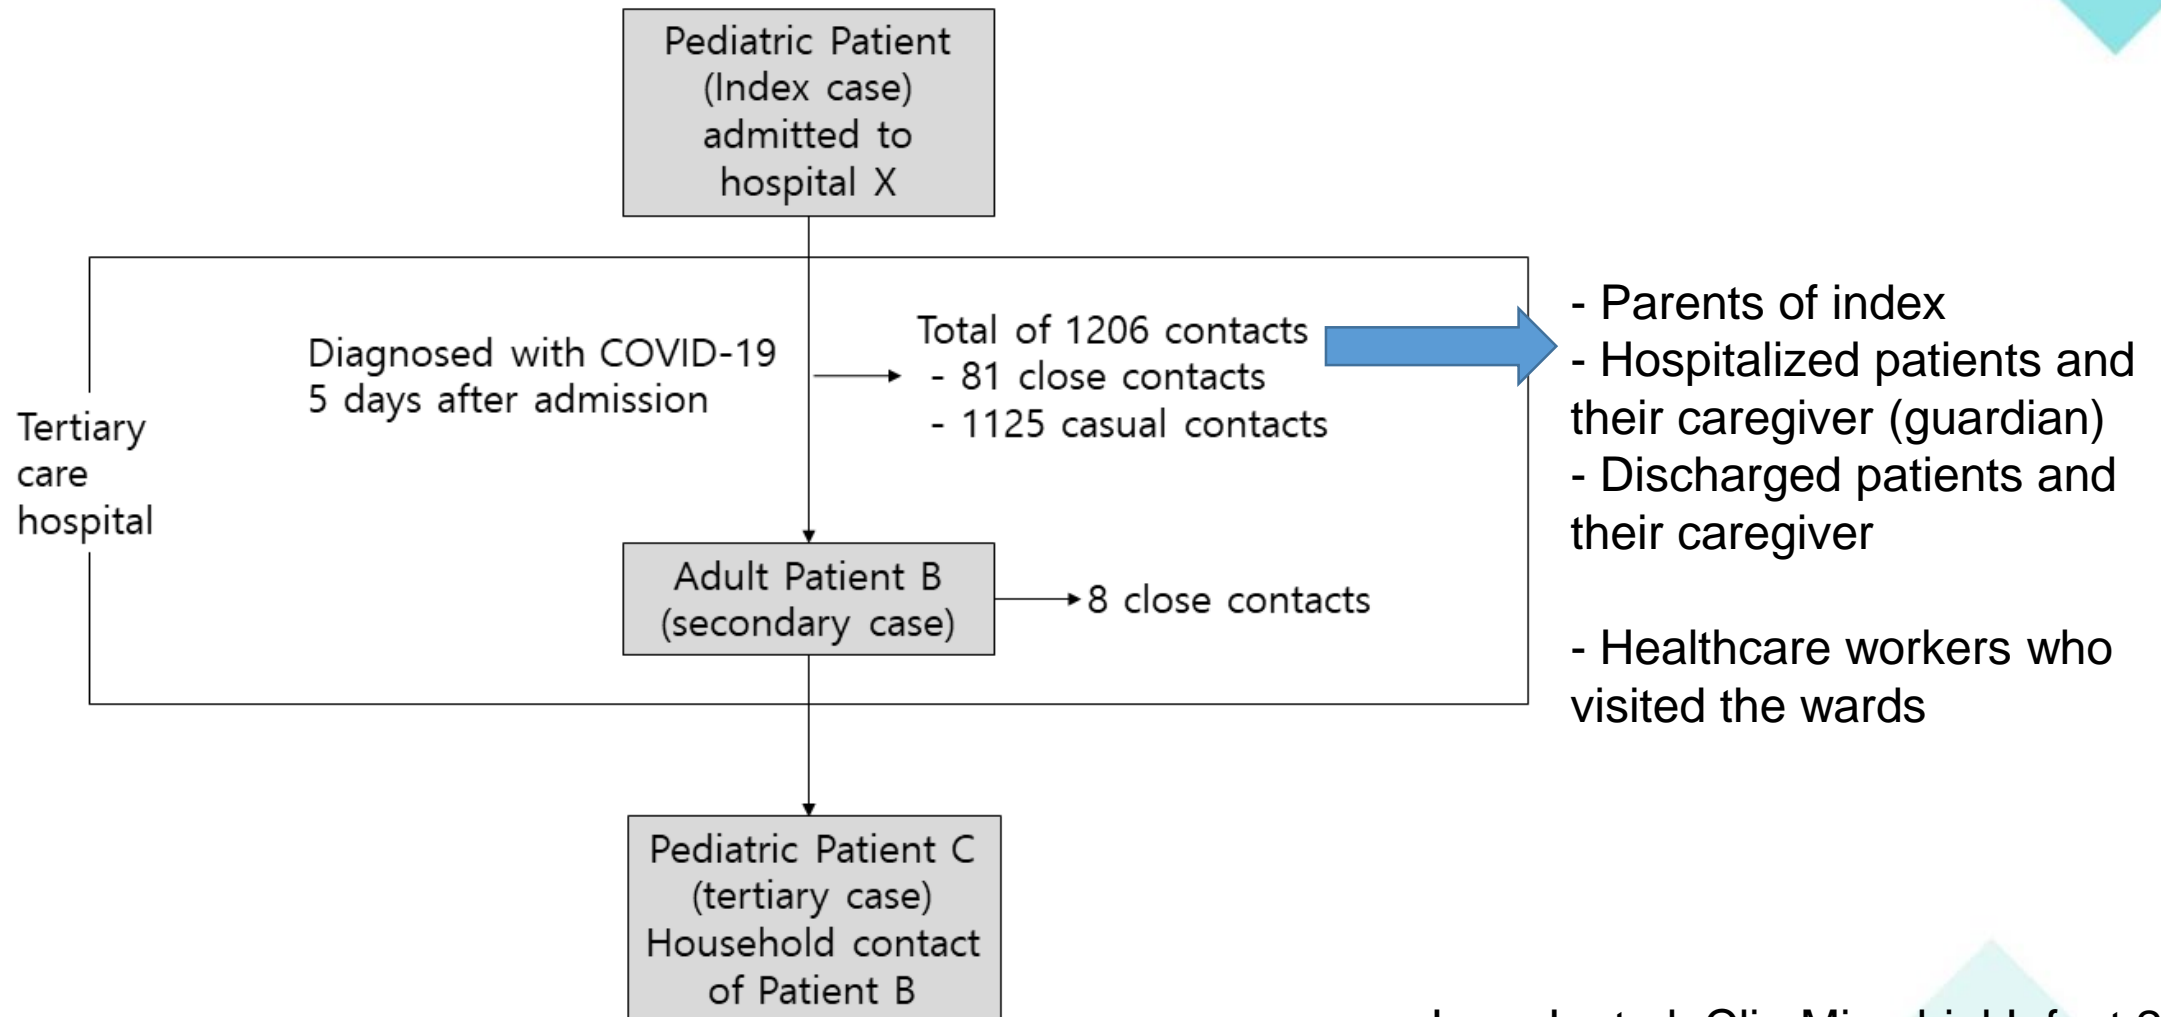 Pediatric Patient
(Index case)
admitted to
hospital X
Diagnosed with COVID-19
5 days after admission
Total of 1206 contacts
- 81 close contacts
- 1125 casual contacts
- Parents of index
- Hospitalized patients and
their caregiver (guardian)
- Discharged patients and
their caregiver
- Healthcare workers who
visited the wards
Tertiary
care
hospital
Adult Patient B
(secondary case)
8 close contacts
Pediatric Patient C
(tertiary case)
Household contact
of Patient B